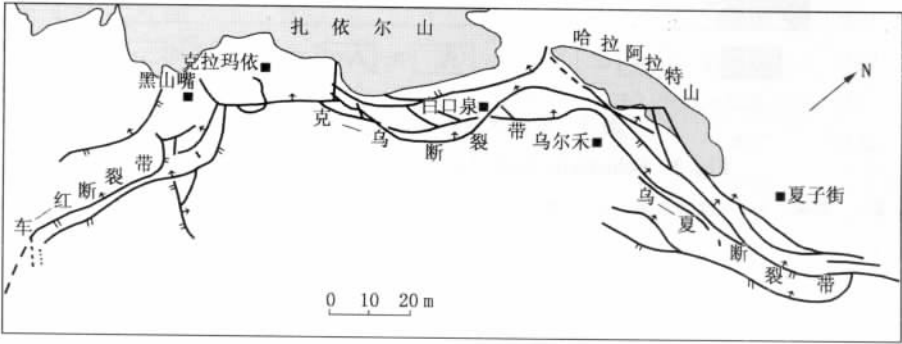 扎依尔山
哈拉阿拉特山
克拉玛依
黑山嘴
N
白口泉
克—乌断裂带
乌尔禾
夏子街
车—红断裂带
乌—夏断裂带
0 10 20 m